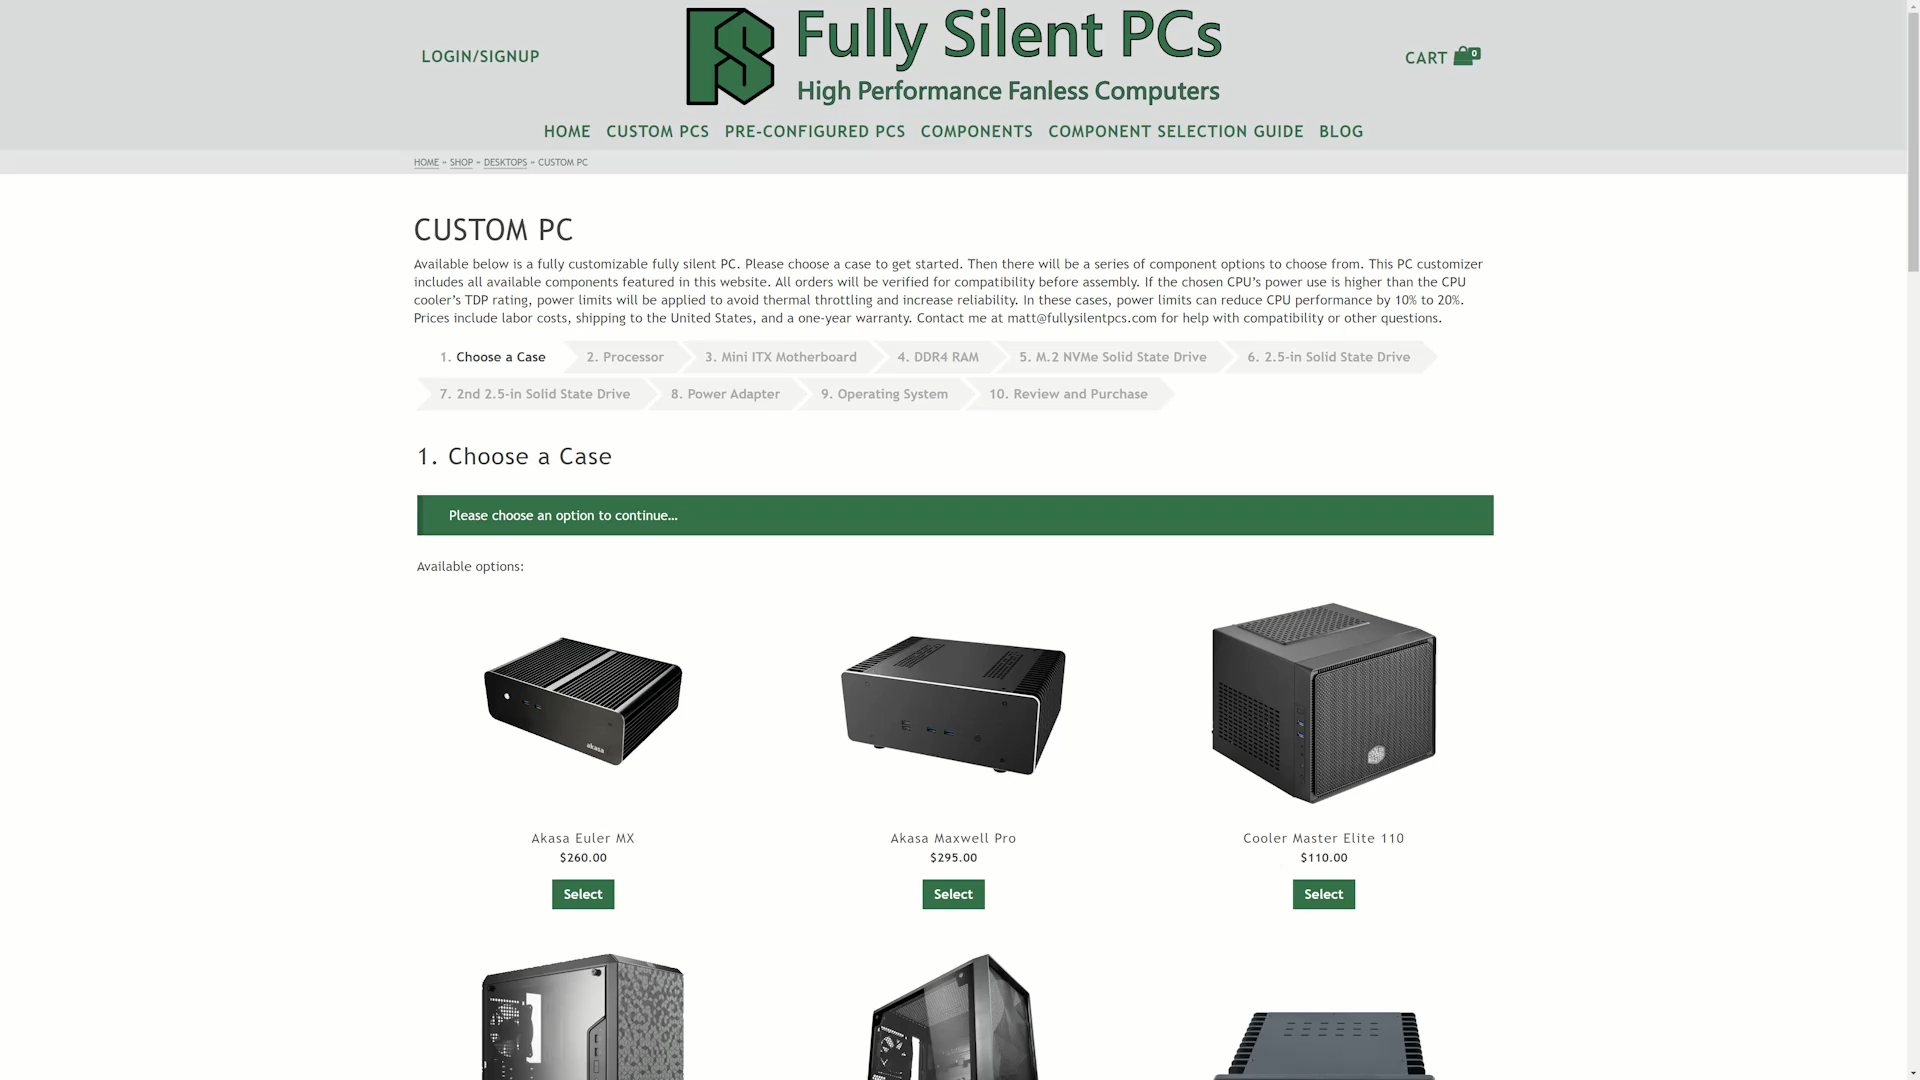 LOGIN/SIGNUP
Fully Silent PCs
High Performance Fanless Computers
CART 0
HOME CUSTOM PCS PRE-CONFIGURED PCS COMPONENTS COMPONENT SELECTION GUIDE BLOG
HOME » SHOP » DESKTOPS » CUSTOM PC
CUSTOM PC
Available below is a fully customizable fully silent PC. Please choose a case to get started. Then there will be a series of component options to choose from. This PC customizer
includes all available components featured in this website. All orders will be verified for compatibility before assembly. If the chosen CPU's power use is higher than the CPU
cooler's TDP rating, power limits will be applied to avoid thermal throttling and increase reliability. In these cases, power limits can reduce CPU performance by 10% to 20%.
Prices include labor costs, shipping to the United States, and a one-year warranty. Contact me at matt@fullysilentpcs.com for help with compatibility or other questions.
1. Choose a Case 2. Processor 3. Mini ITX Motherboard 4. DDR4 RAM 5. M.2 NVMe Solid State Drive 6. 2.5-in Solid State Drive
7. 2nd 2.5-in Solid State Drive 8. Power Adapter 9. Operating System 10. Review and Purchase
1. Choose a Case
Please choose an option to continue...
Available options:
akasa
Akasa Euler MX
$260.00
Select
Akasa Maxwell Pro
$295.00
Select
Cooler Master Elite 110
$110.00
Select